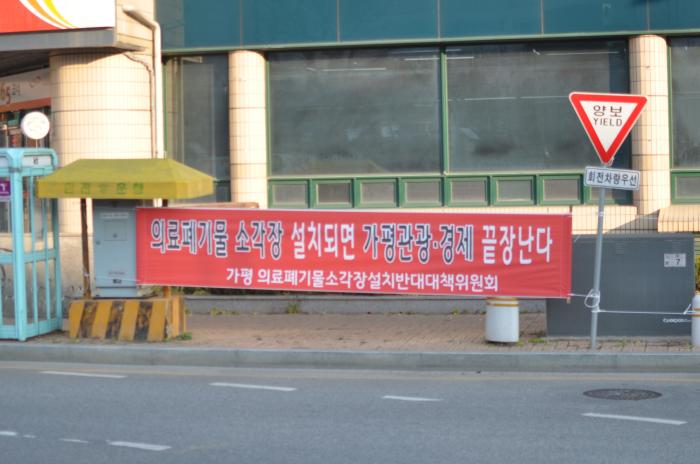 의료폐기물 소각장 설치되면 가평관광·경제 끝장난다
가평 의료폐기물소각장설치반대대책위원회
양보
YIELD
회전차량우선
7